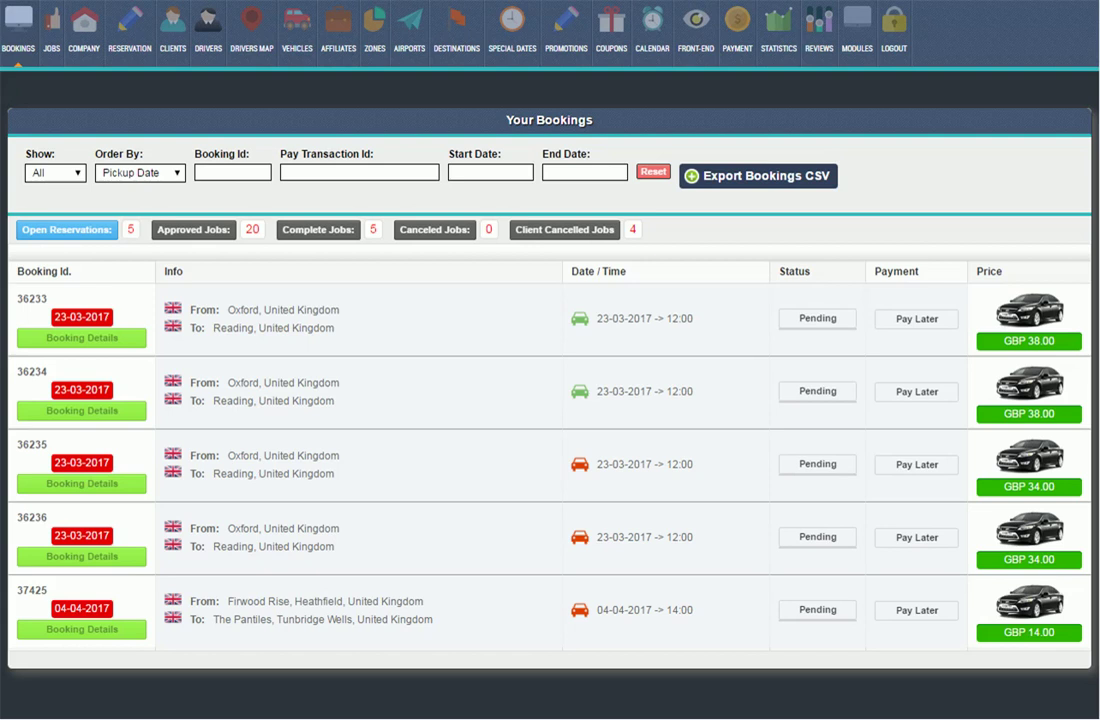 BOOKINGS JOBS COMPANY RESERVATION CLIENTS DRIVERS DRIVERS MAP VEHICLES AFFILIATES ZONES AIRPORTS DESTINATIONS SPECIAL DATES PROMOTIONS COUPONS CALENDAR FRONT-END PAYMENT STATISTICS REVIEWS MODULES LOGOUT
Your Bookings
Show: Order By: Booking Id: Pay Transaction Id: Start Date: End Date:
All Pickup Date Reset Export Bookings CSV
Open Reservations: 5 Approved Jobs: 20 Complete Jobs: 5 Canceled Jobs: 0 Client Cancelled Jobs 4
Booking Id. Info Date / Time Status Payment Price
36233
23-03-2017
Booking Details
From: Oxford, United Kingdom
To: Reading, United Kingdom
23-03-2017 -> 12:00
Pending
Pay Later
GBP 38.00
36234
23-03-2017
Booking Details
From: Oxford, United Kingdom
To: Reading, United Kingdom
23-03-2017 -> 12:00
Pending
Pay Later
GBP 38.00
36235
23-03-2017
Booking Details
From: Oxford, United Kingdom
To: Reading, United Kingdom
23-03-2017 -> 12:00
Pending
Pay Later
GBP 34.00
36236
23-03-2017
Booking Details
From: Oxford, United Kingdom
To: Reading, United Kingdom
23-03-2017 -> 12:00
Pending
Pay Later
GBP 34.00
37425
04-04-2017
Booking Details
From: Firwood Rise, Heathfield, United Kingdom
To: The Pantiles, Tunbridge Wells, United Kingdom
04-04-2017 -> 14:00
Pending
Pay Later
GBP 14.00